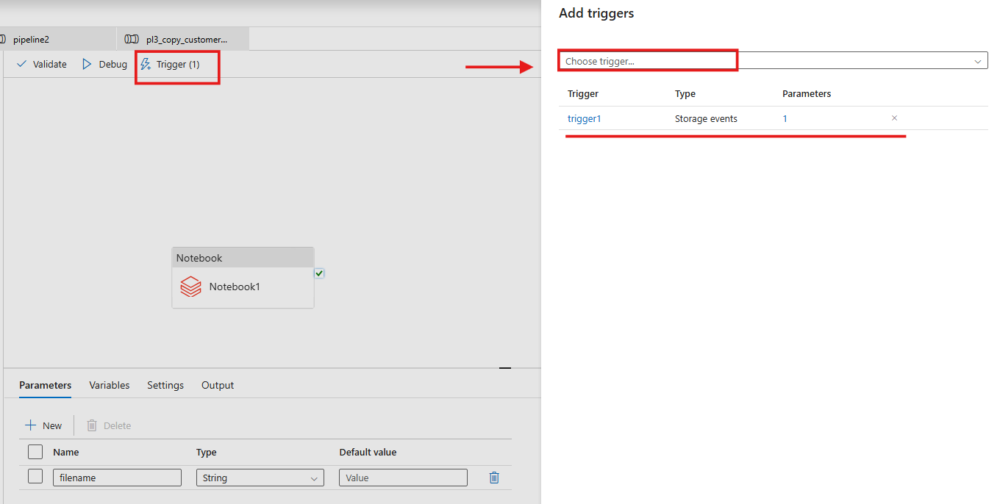 pipeline2
pl3_copy_customer...
Validate
Debug
Trigger (1)
Notebook
Notebook1
Parameters
Variables
Settings
Output
New
Delete
Name
Type
Default value
filename
String
Value
Add triggers
Choose trigger...
Trigger
Type
Parameters
trigger1
Storage events
1